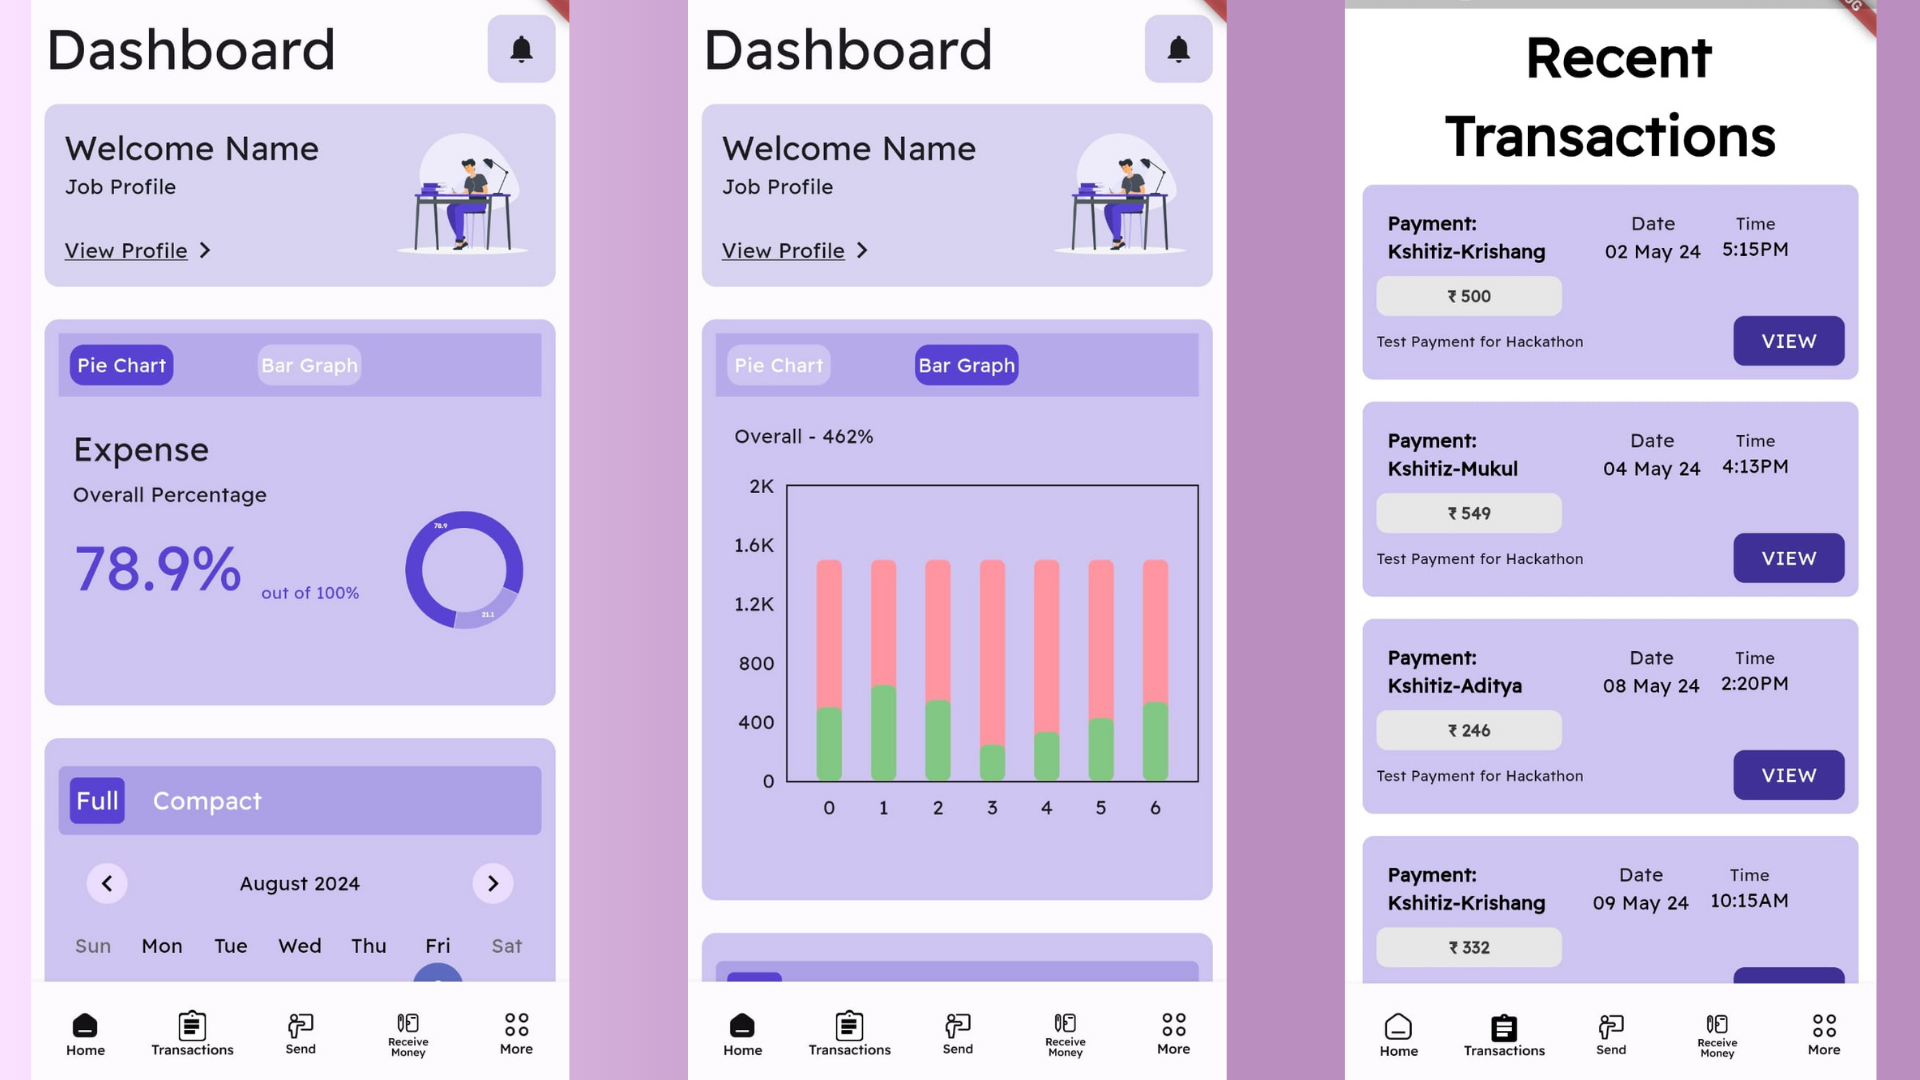 Dashboard
Welcome Name
Job Profile
View Profile
Pie Chart Bar Graph
Expense
Overall Percentage
78.9% out of 100%
78.9
21.1
Full Compact
August 2024
Sun Mon Tue Wed Thu Fri Sat
Home Transactions Send Receive Money More
Dashboard
Welcome Name
Job Profile
View Profile
Pie Chart Bar Graph
Overall - 462%
2K
1.6K
1.2K
800
400
0
0 1 2 3 4 5 6
Home Transactions Send Receive Money More
Recent
Transactions
Payment: Date Time
Kshitiz-Krishang 02 May 24 5:15PM
₹ 500
Test Payment for Hackathon VIEW
Payment: Date Time
Kshitiz-Mukul 04 May 24 4:13PM
₹ 549
Test Payment for Hackathon VIEW
Payment: Date Time
Kshitiz-Aditya 08 May 24 2:20PM
₹ 246
Test Payment for Hackathon VIEW
Payment: Date Time
Kshitiz-Krishang 09 May 24 10:15AM
₹ 332
Home Transactions Send Receive Money More